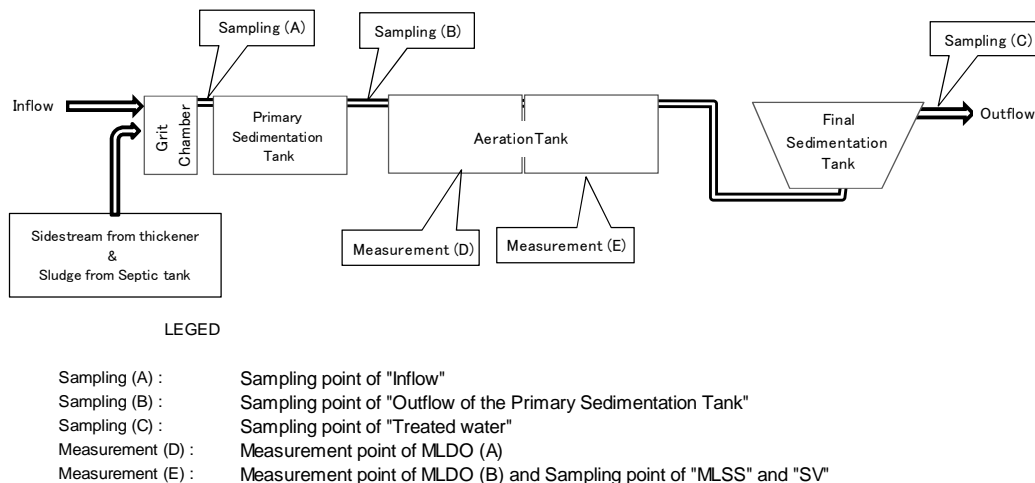 Sampling (A)
Sampling (B)
Sampling (C)
Inflow
Grit
Chamber
Primary
Sedimentation
Tank
AerationTank
Final
Sedimentation
Tank
Outflow
Measurement (D)
Measurement (E)
Sidestream from thickener
&
Sludge from Septic tank
LEGED
Sampling (A) : Sampling point of "Inflow"
Sampling (B) : Sampling point of "Outflow of the Primary Sedimentation Tank"
Sampling (C) : Sampling point of "Treated water"
Measurement (D) : Measurement point of MLDO (A)
Measurement (E) : Measurement point of MLDO (B) and Sampling point of "MLSS" and "SV"